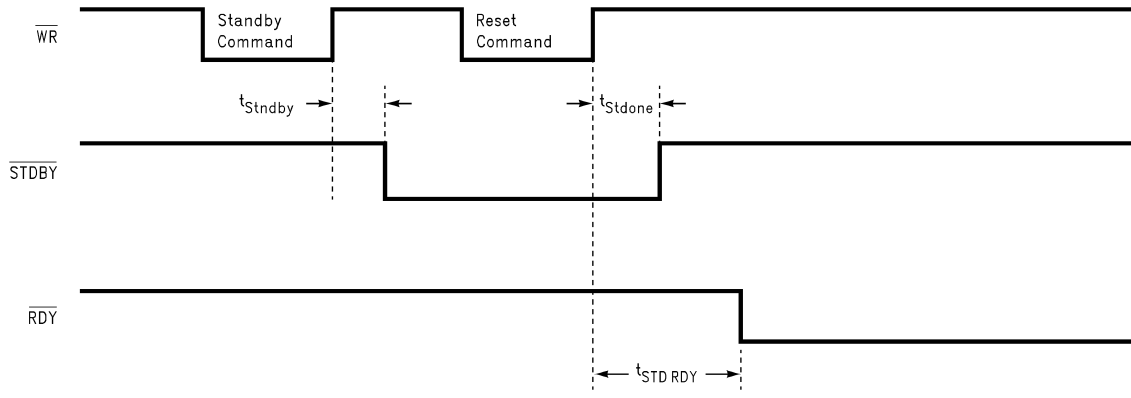 WR
Standby
Command
Reset
Command
tStndby
tStdone
STDBY
RDY
tSTD RDY